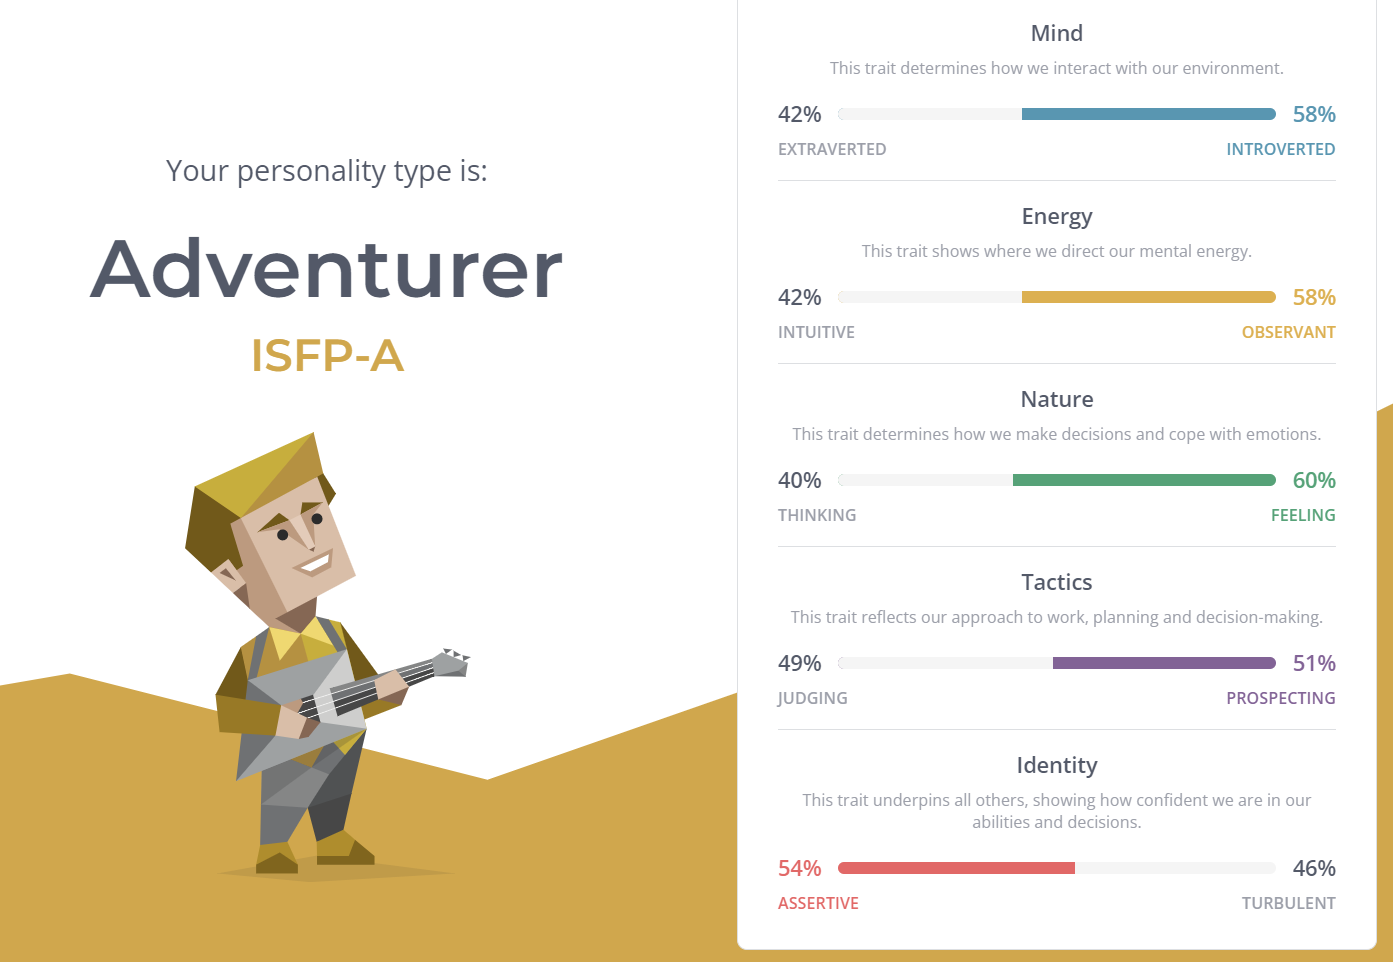 Your personality type is:
Adventurer
ISFP-A
Mind
This trait determines how we interact with our environment.
42% 58%
EXTRAVERTED INTROVERTED
Energy
This trait shows where we direct our mental energy.
42% 58%
INTUITIVE OBSERVANT
Nature
This trait determines how we make decisions and cope with emotions.
40% 60%
THINKING FEELING
Tactics
This trait reflects our approach to work, planning and decision-making.
49% 51%
JUDGING PROSPECTING
Identity
This trait underpins all others, showing how confident we are in our
abilities and decisions.
54% 46%
ASSERTIVE TURBULENT